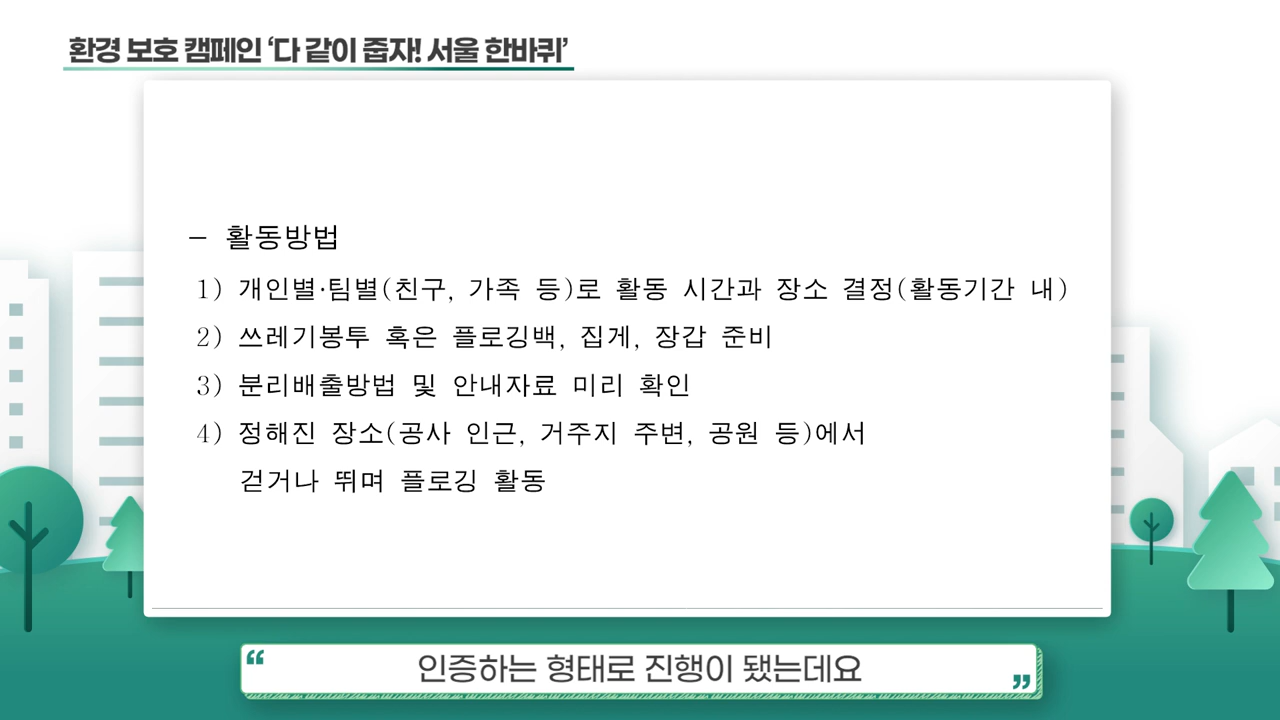 환경 보호 캠페인 ‘다 같이 줍자! 서울 한바퀴’
- 활동방법
1) 개인별·팀별(친구, 가족 등)로 활동 시간과 장소 결정(활동기간 내)
2) 쓰레기봉투 혹은 플로깅백, 집게, 장갑 준비
3) 분리배출방법 및 안내자료 미리 확인
4) 정해진 장소(공사 인근, 거주지 주변, 공원 등)에서
걷거나 뛰며 플로깅 활동
“ 인증하는 형태로 진행이 됐는데요 ”